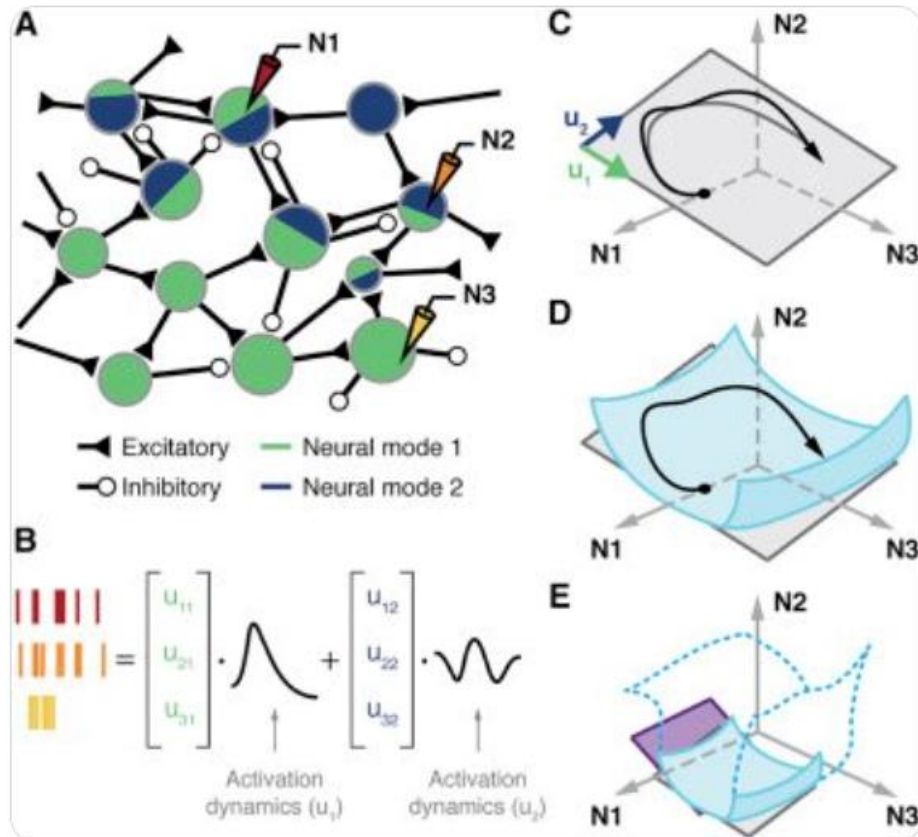 A
N1
N2
N3
Excitatory
Neural mode 1
Inhibitory
Neural mode 2
B
=
u11
u21
u31
·
+
u12
u22
u32
·
Activation
dynamics (u1)
Activation
dynamics (u2)
C
N2
u2
u1
N1
N3
D
N2
N1
N3
E
N2
N1
N3